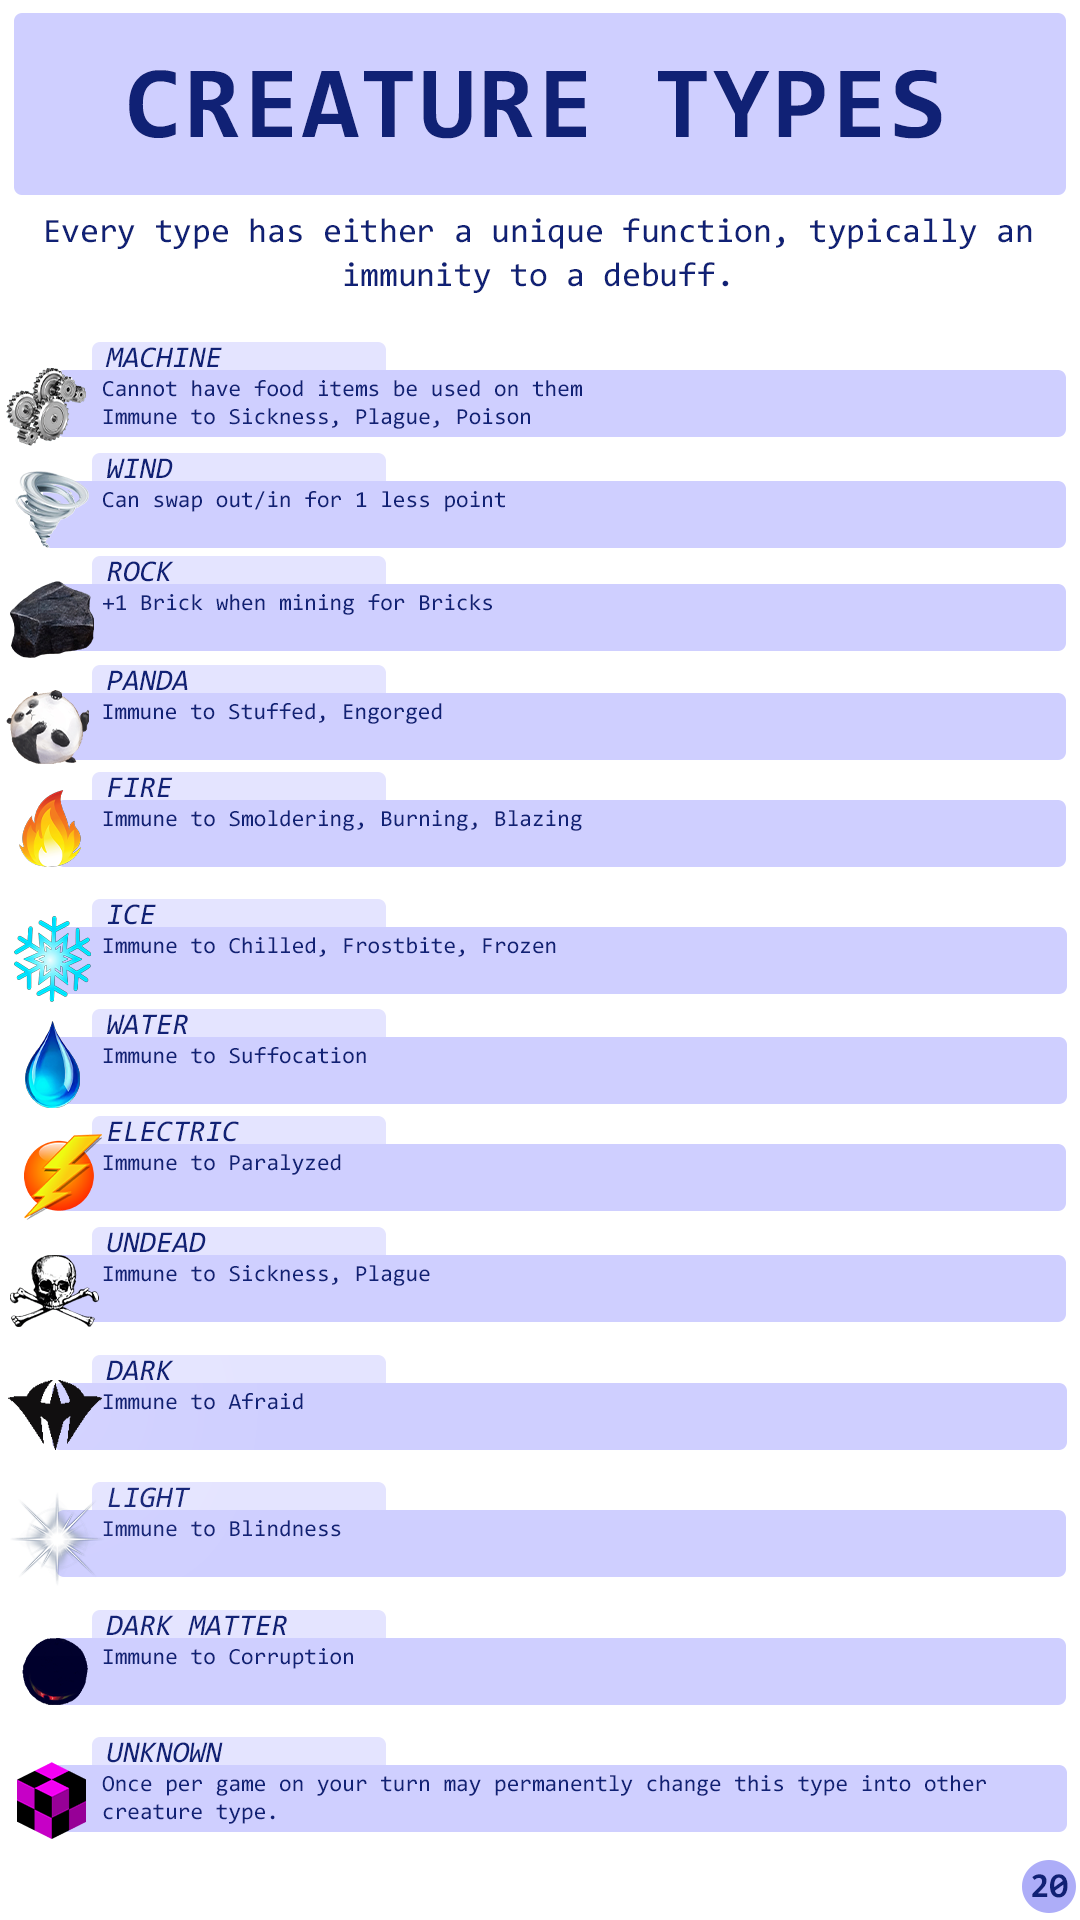 CREATURE TYPES
Every type has either a unique function, typically an
immunity to a debuff.
MACHINE
Cannot have food items be used on them
Immune to Sickness, Plague, Poison
WIND
Can swap out/in for 1 less point
ROCK
+1 Brick when mining for Bricks
PANDA
Immune to Stuffed, Engorged
FIRE
Immune to Smoldering, Burning, Blazing
ICE
Immune to Chilled, Frostbite, Frozen
WATER
Immune to Suffocation
ELECTRIC
Immune to Paralyzed
UNDEAD
Immune to Sickness, Plague
DARK
Immune to Afraid
LIGHT
Immune to Blindness
DARK MATTER
Immune to Corruption
UNKNOWN
Once per game on your turn may permanently change this type into other
creature type.
20